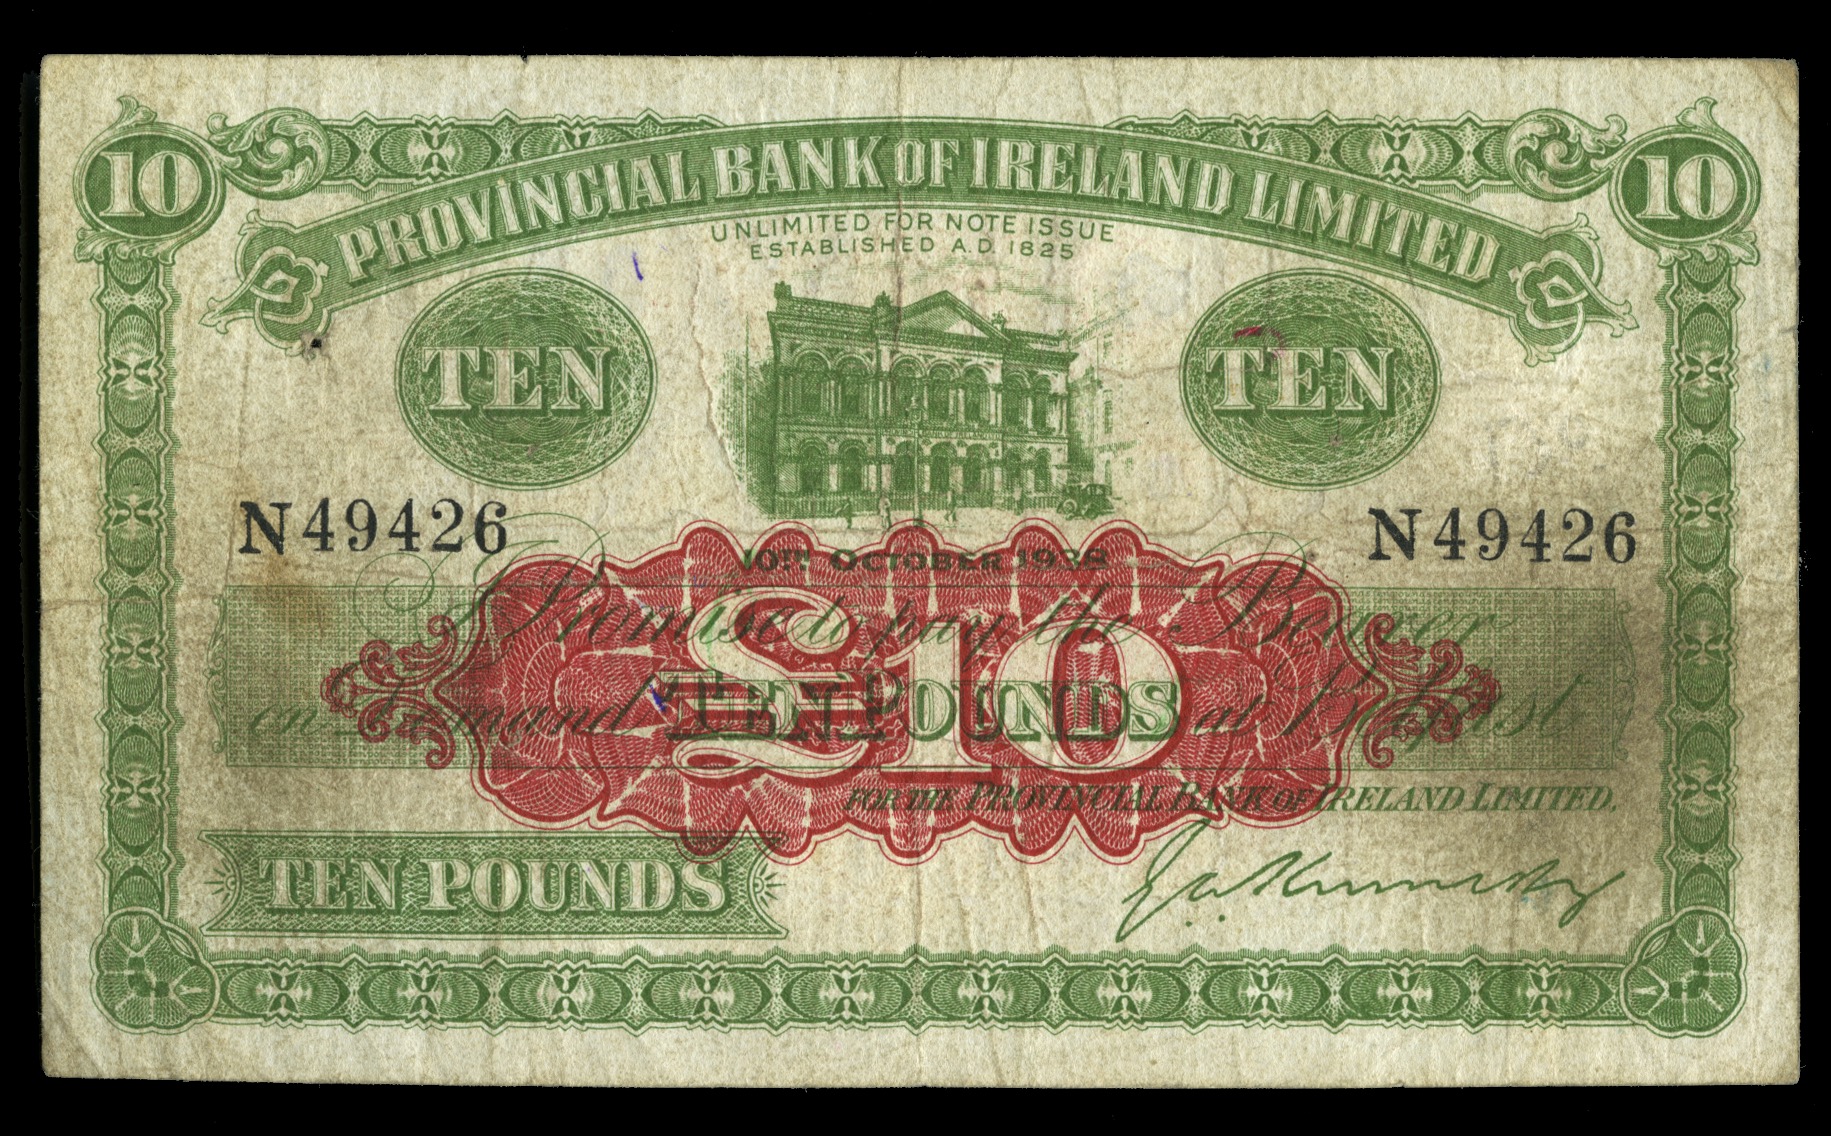 10 PROVINCIAL BANK OF IRELAND LIMITED 10
UNLIMITED FOR NOTE ISSUE
ESTABLISHED A.D. 1825
TEN TEN
N49426 N49426
10TH OCTOBER 1938
I Promise to pay the Bearer
on Demand TEN POUNDS at Belfast
£10
FOR THE PROVINCIAL BANK OF IRELAND LIMITED.
TEN POUNDS